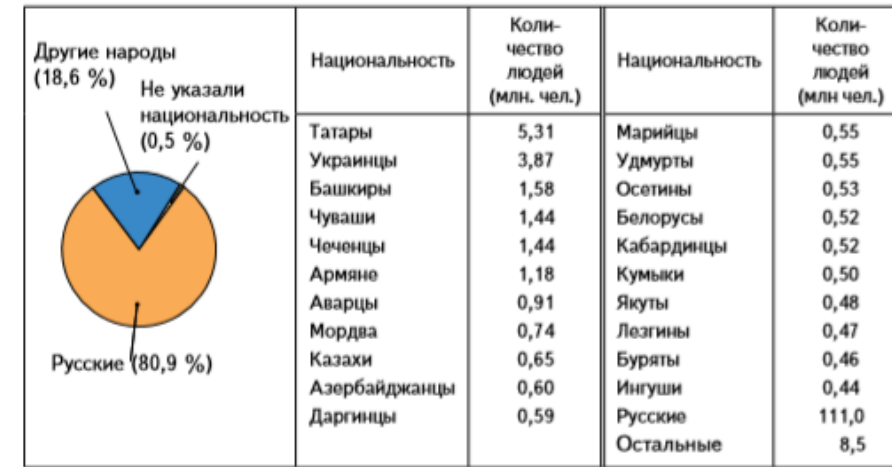 Другие народы
(18,6 %)
Не указали
национальность
(0,5 %)
Русские (80,9 %)
Национальность
Коли-
чество
людей
(млн. чел.)
Национальность
Коли-
чество
людей
(млн чел.)
Татары 5,31 Марийцы 0,55
Украинцы 3,87 Удмурты 0,55
Башкиры 1,58 Осетины 0,53
Чуваши 1,44 Белорусы 0,52
Чеченцы 1,44 Кабардинцы 0,52
Армяне 1,18 Кумыки 0,50
Аварцы 0,91 Якуты 0,48
Мордва 0,74 Лезгины 0,47
Казахи 0,65 Буряты 0,46
Азербайджанцы 0,60 Ингуши 0,44
Даргинцы 0,59 Русские 111,0
Остальные 8,5